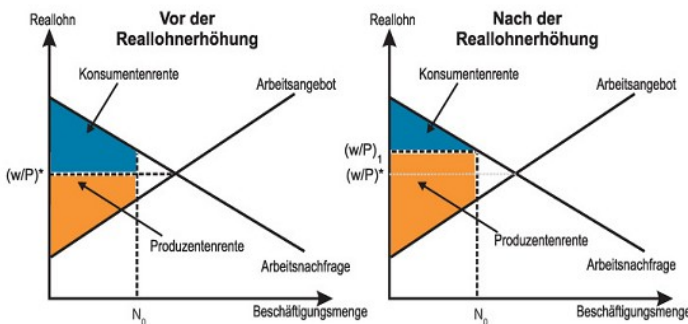 Reallohn
Vor der
Reallohnerhöhung
Konsumentenrente
Arbeitsangebot
(w/P)*
Produzentenrente
Arbeitsnachfrage
N0
Beschäftigungsmenge
Reallohn
Nach der
Reallohnerhöhung
Konsumentenrente
Arbeitsangebot
(w/P)1
(w/P)*
Produzentenrente
Arbeitsnachfrage
N0
Beschäftigungsmenge